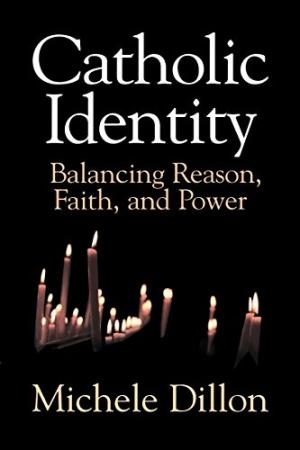 Catholic
Identity
Balancing Reason,
Faith, and Power
Michele Dillon